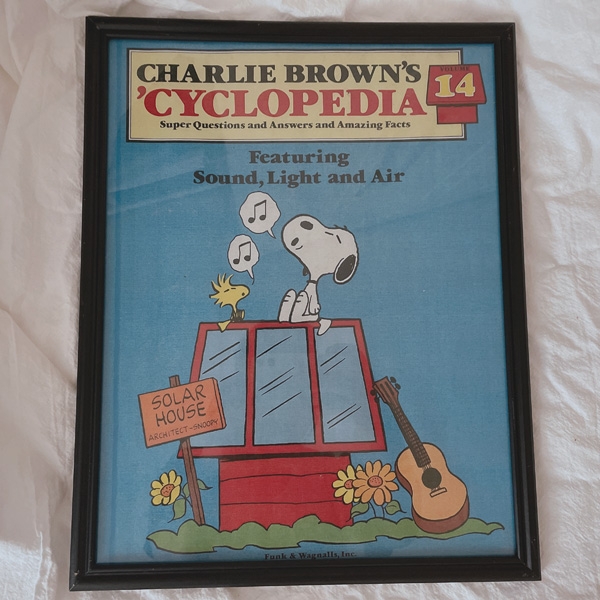 CHARLIE BROWN'S
'CYCLOPEDIA
VOLUME
14
Super Questions and Answers and Amazing Facts
Featuring
Sound, Light and Air
SOLAR
HOUSE
ARCHITECT-SNOOPY
Funk & Wagnalls, Inc.